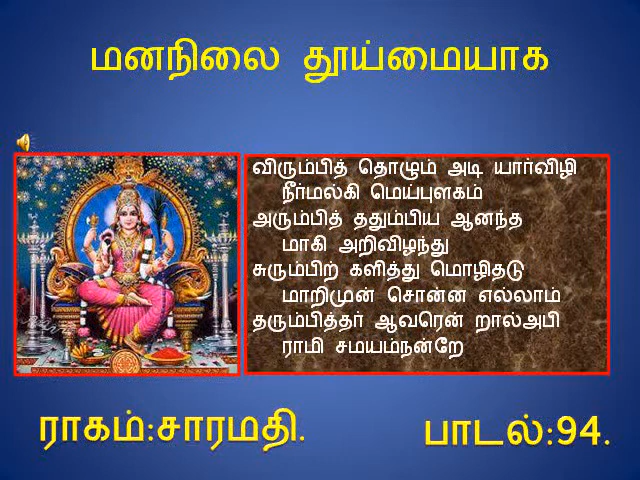 மனநிலை தூய்மையாக
விரும்பித் தொழும் அடி யார்விழி
நீர்மல்கி மெய்புளகம்
அரும்பித் ததும்பிய ஆனந்த
மாகி அறிவிழந்து
சுரும்பிற் களித்து மொழிதடு
மாறிமுன் சொன்ன எல்லாம்
தரும்பித்தர் ஆவரென் றால்அபி
ராமி சமயம்நன்றே
ராகம்:சாரமதி.
பாடல்:94.